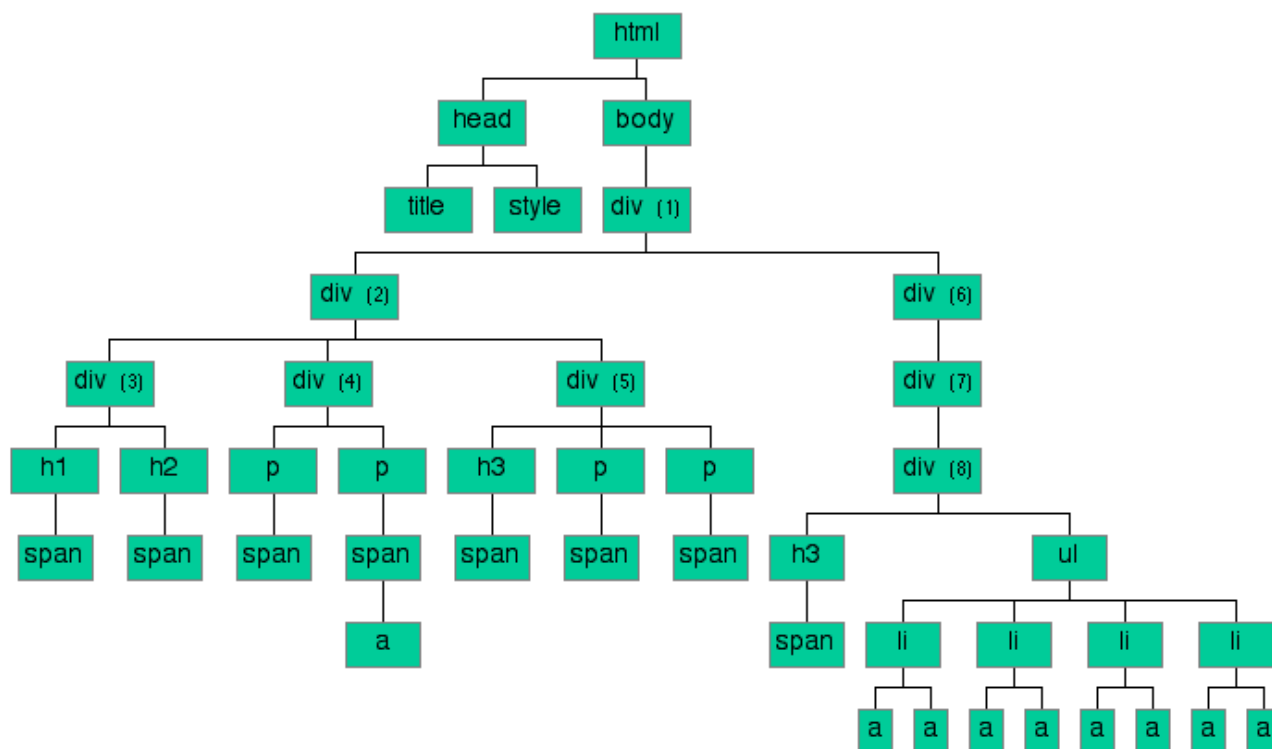 html
head body
title style div (1)
div (2) div (6)
div (3) div (4) div (5) div (7)
h1 h2 p p h3 p p div (8)
span span span span span span span h3 ul
a span li li li li
a a a a a a a a